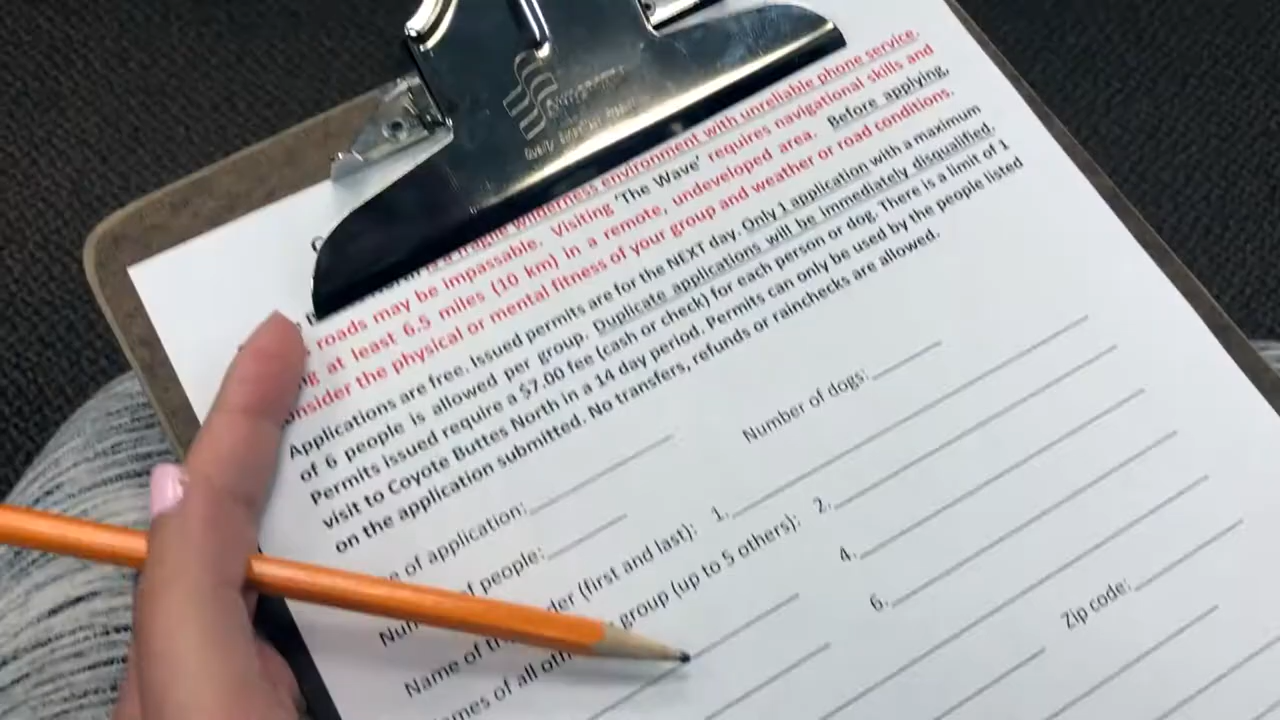 is a fragile wilderness environment with unreliable phone service.
roads may be impassable. Visiting 'The Wave' requires navigational skills and
at least 6.5 miles (10 km) in a remote, undeveloped area. Before applying,
the physical or mental fitness of your group and weather or road conditions.
Applications are free. Issued permits are for the NEXT day. Only 1 application with a maximum
of 6 people is allowed per group. Duplicate applications will be immediately disqualified.
Permits issued require a $7.00 fee (cash or check) for each person or dog. There is a limit of 1
visit to Coyote Buttes North in a 14 day period. Permits can only be used by the people listed
on the application submitted. No transfers, refunds or rainchecks are allowed.
of application:
of people:
Number of dogs:
Name of (first and last): 1.
of all group (up to 5 others): 2.
4.
6.
Zip code: